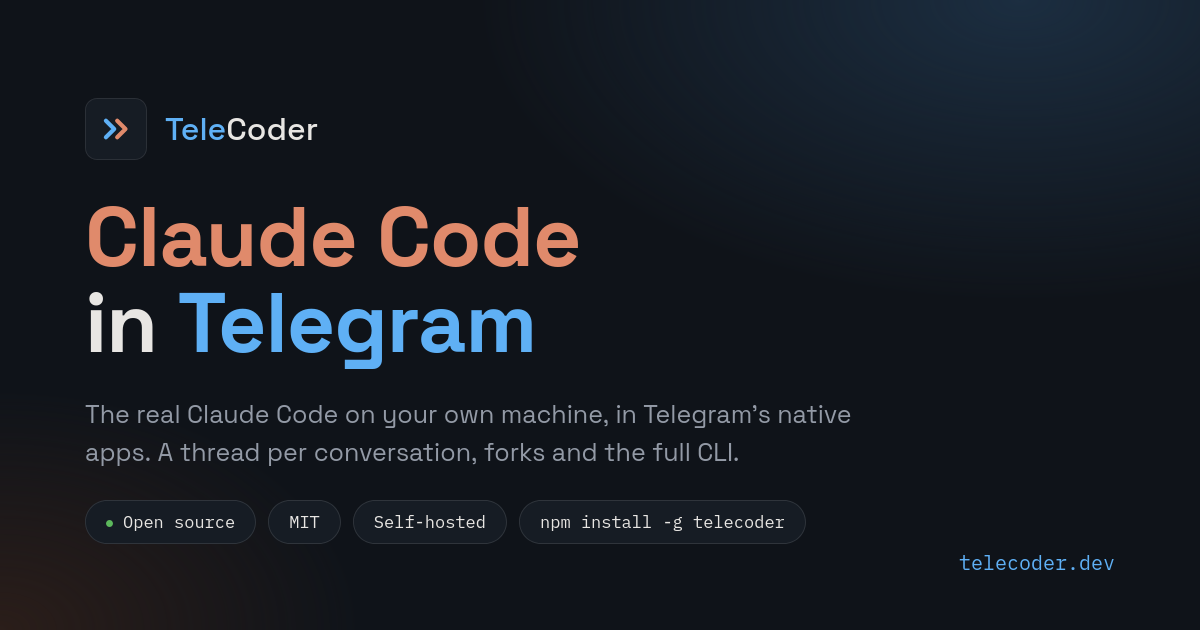 TeleCoder
Claude Code
in Telegram
The real Claude Code on your own machine, in Telegram's native
apps. A thread per conversation, forks and the full CLI.
Open source
MIT
Self-hosted
npm install -g telecoder
telecoder.dev